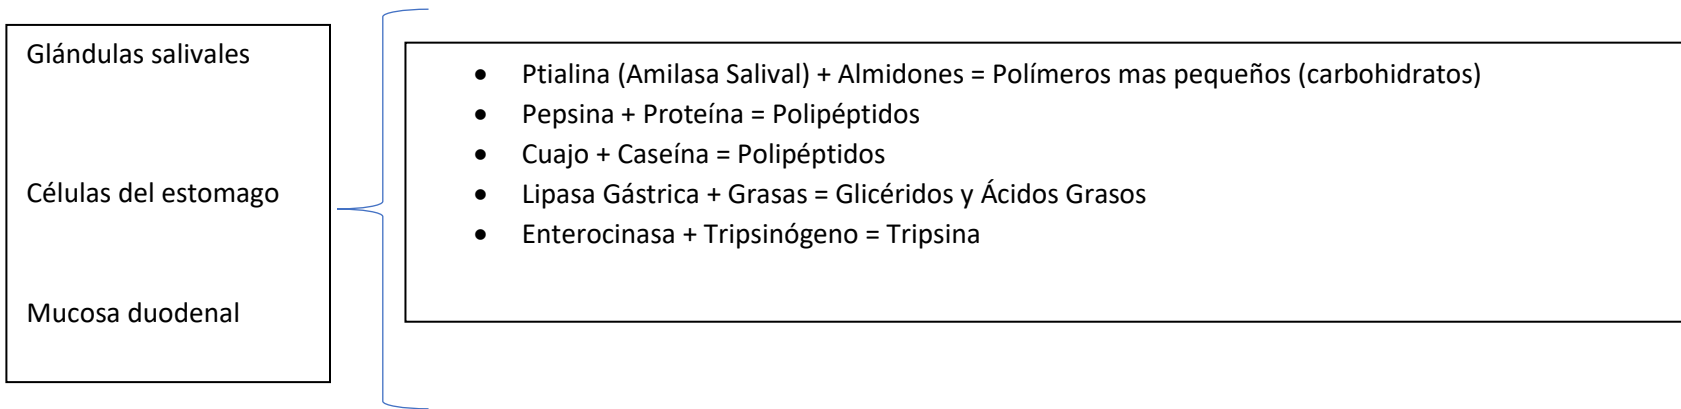 Glándulas salivales
Células del estomago
Mucosa duodenal
• Ptialina (Amilasa Salival) + Almidones = Polímeros mas pequeños (carbohidratos)
• Pepsina + Proteína = Polipéptidos
• Cuajo + Caseína = Polipéptidos
• Lipasa Gástrica + Grasas = Glicéridos y Ácidos Grasos
• Enterocinasa + Tripsinógeno = Tripsina